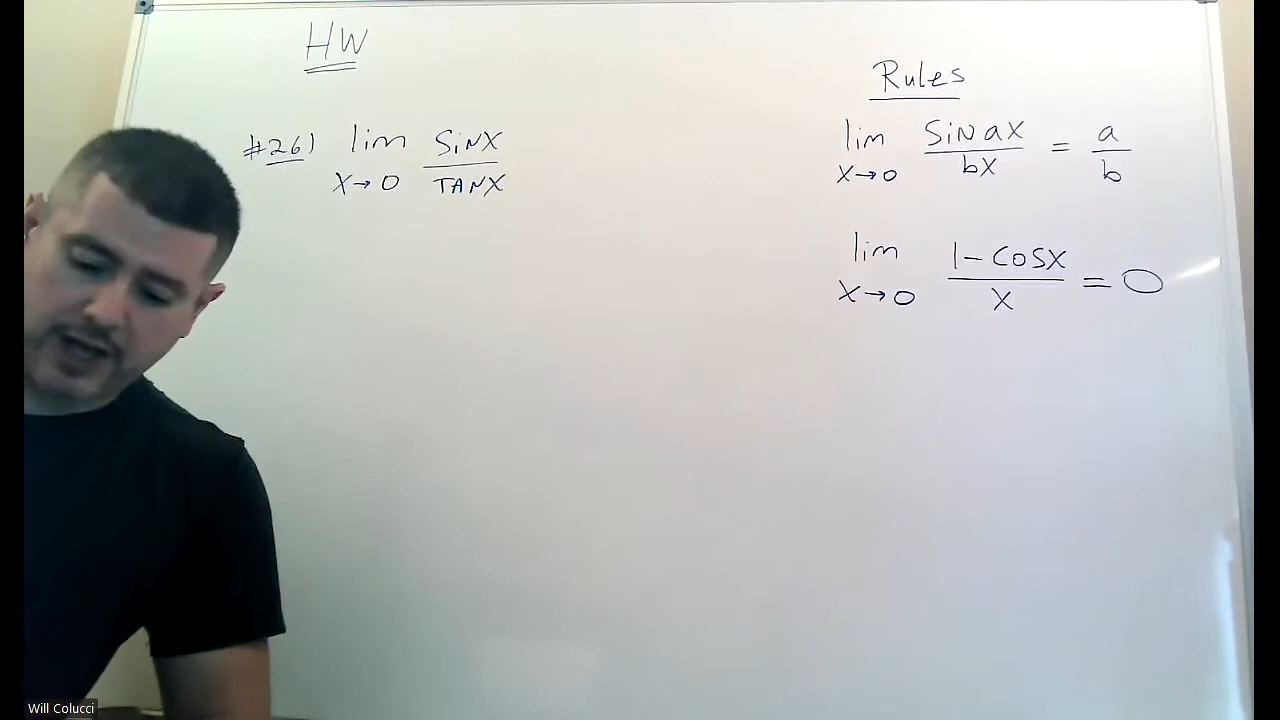 HW
#26) lim sinx
x→0 TANX
Rules
lim sin ax = a
x→0 bx b
lim 1-cosx = 0
x→0 x
Will Colucci